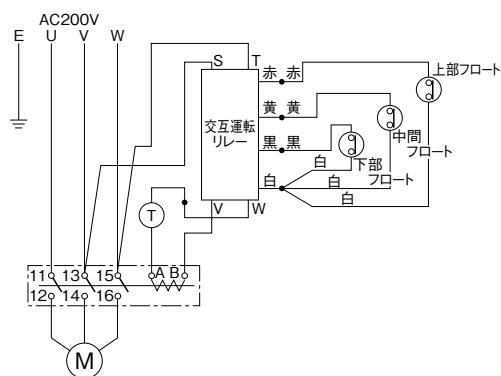 AC200V
E U V W
S T
赤 赤
上部フロート
黄 黄
中間
フロート
交互運転
リレー
黒 黒
下部
フロート
白
白
白
白
V W
T
11 13 15 A B
12 14 16
M